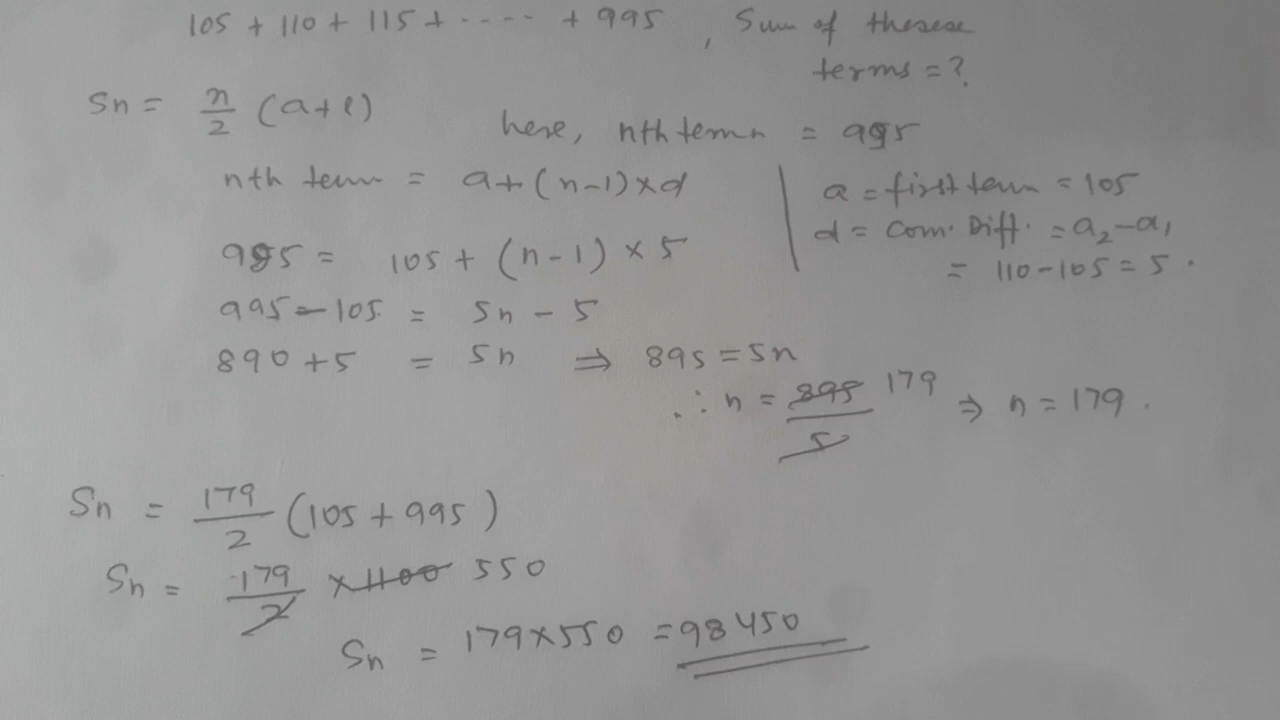 105 + 110 + 115 + ..... + 995 , Sum of thesese
terms = ?
Sn = n/2 (a+l)
here, nth term = 995
nth term = a+(n-1)×d
a = first term = 105
d = Com. Diff. = a₂-a₁
= 110-105 = 5 .
995 = 105 + (n-1) × 5
995 - 105 = 5n - 5
890 + 5 = 5n ⇒ 895 = 5n
∴ n = 895/5 179 ⇒ n = 179 .
Sn = 179/2 (105 + 995)
Sn = 179/2 × 1100 550
Sn = 179×550 = 98450